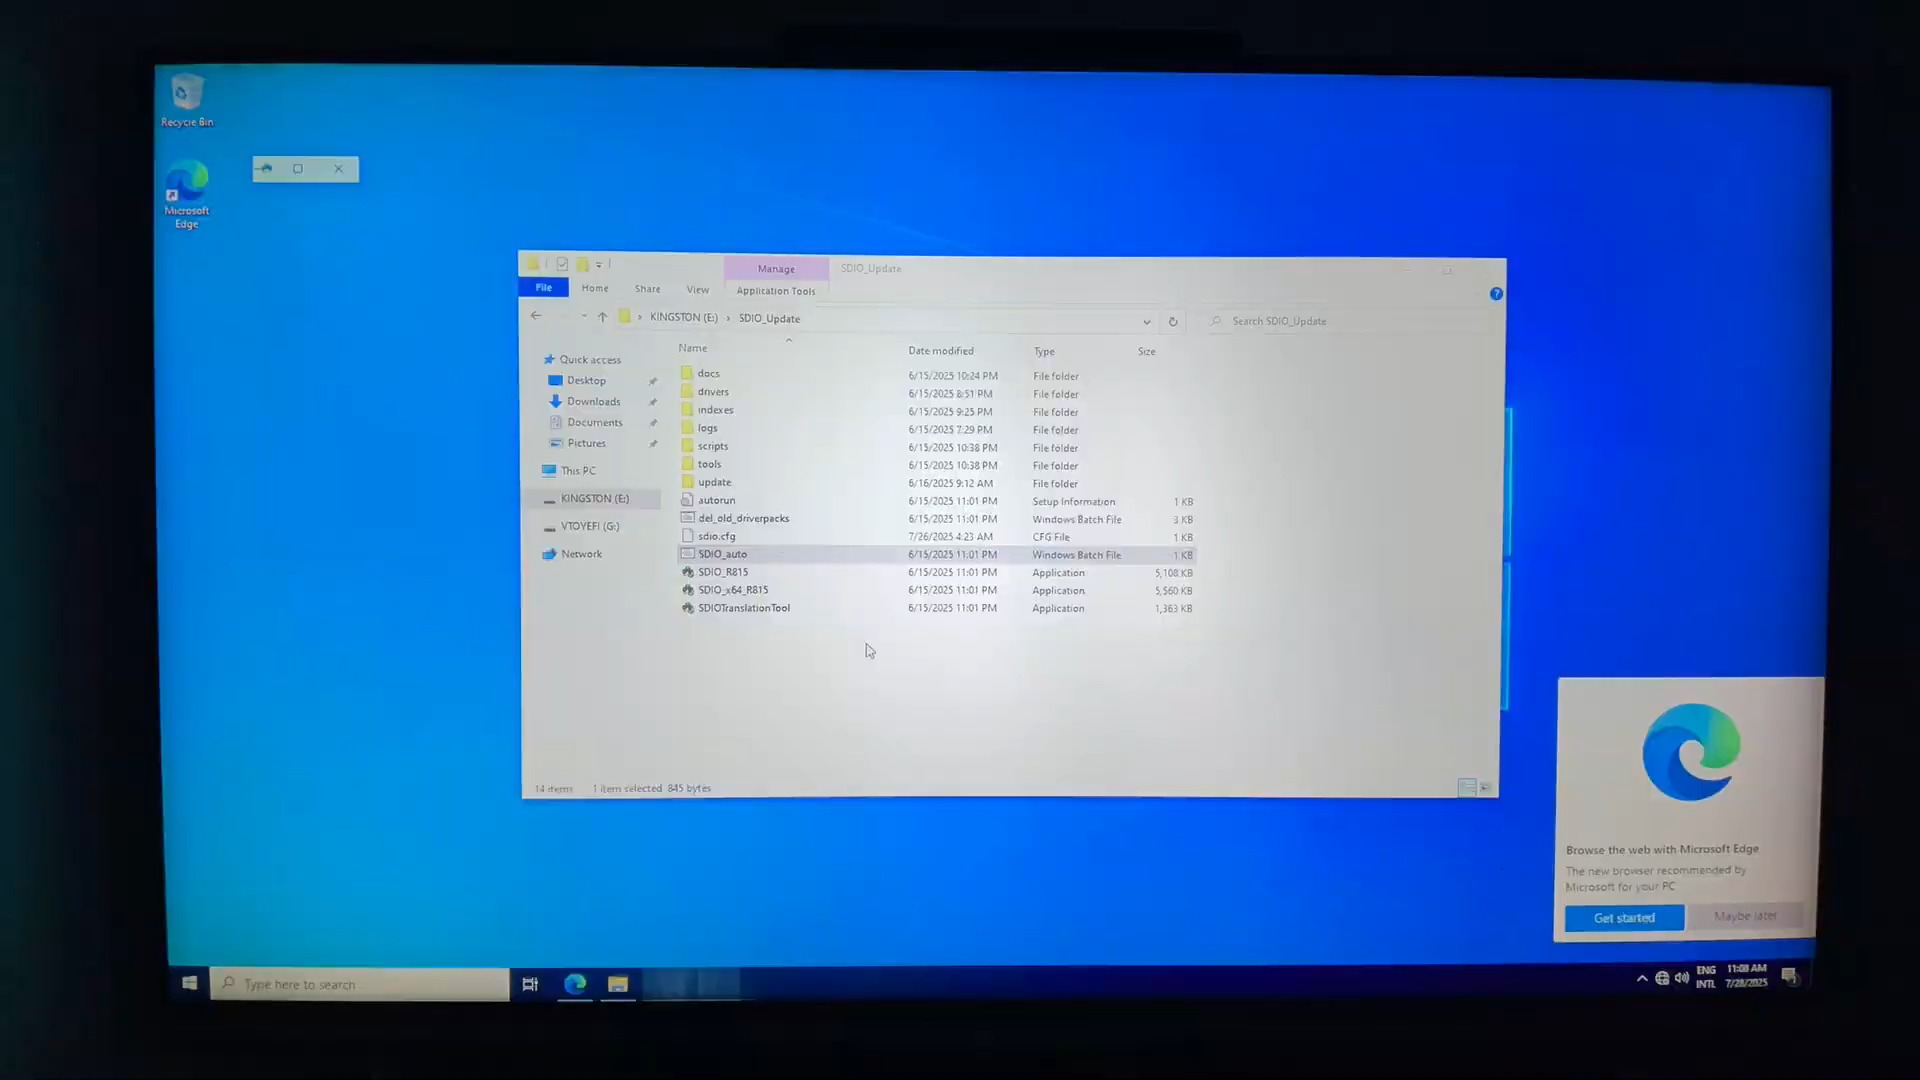 Recycle Bin
Microsoft
Edge
Manage
SDIO_Update
File
Home
Share
View
Application Tools
KINGSTON (E:) › SDIO_Update
Search SDIO_Update
Name
Date modified
Type
Size
Quick access
Desktop
Downloads
Documents
Pictures
This PC
KINGSTON (E:)
VTOYEFI (G:)
Network
docs 6/15/2025 10:24 PM File folder
drivers 6/15/2025 8:51 PM File folder
indexes 6/15/2025 9:25 PM File folder
logs 6/15/2025 7:29 PM File folder
scripts 6/15/2025 10:38 PM File folder
tools 6/15/2025 10:38 PM File folder
update 6/16/2025 9:12 AM File folder
autorun 6/15/2025 11:01 PM Setup Information 1 KB
del_old_driverpacks 6/15/2025 11:01 PM Windows Batch File 3 KB
sdio.cfg 7/26/2025 4:23 AM CFG File 1 KB
SDIO_auto 6/15/2025 11:01 PM Windows Batch File 1 KB
SDIO_R815 6/15/2025 11:01 PM Application 5,108 KB
SDIO_x64_R815 6/15/2025 11:01 PM Application 5,560 KB
SDIOTranslationTool 6/15/2025 11:01 PM Application 1,363 KB
14 items 1 item selected 845 bytes
Browse the web with Microsoft Edge
The new browser recommended by
Microsoft for your PC
Get started
Maybe later
Type here to search
ENG
INTL
11:08 AM
7/28/2025